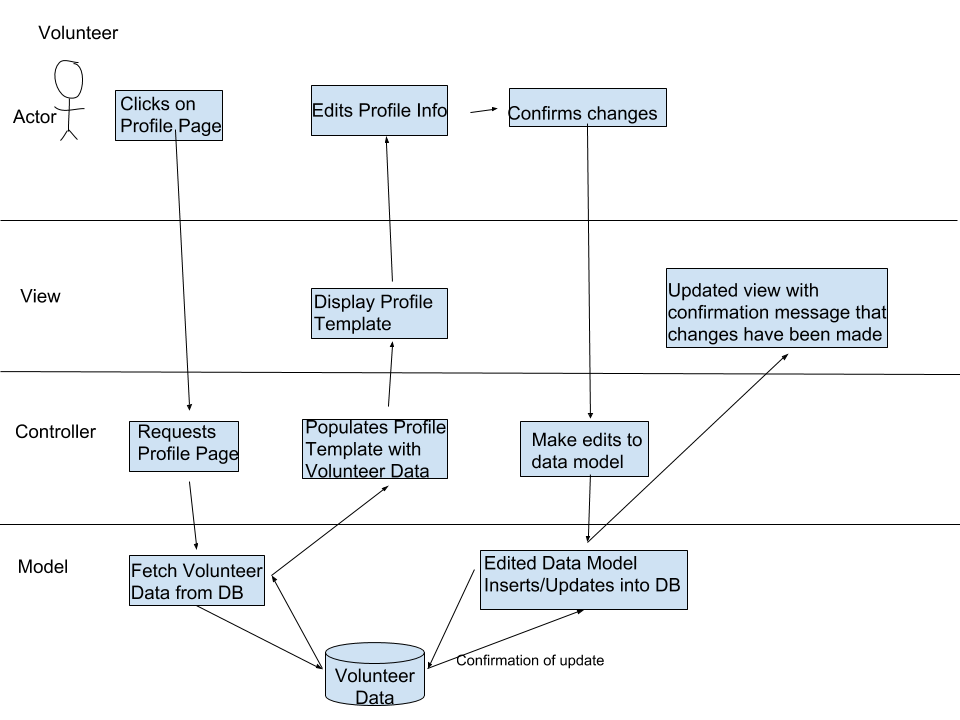 Volunteer
Actor
Clicks on
Profile Page
Edits Profile Info
Confirms changes
View
Display Profile
Template
Updated view with
confirmation message that
changes have been made
Controller
Requests
Profile Page
Populates Profile
Template with
Volunteer Data
Make edits to
data model
Model
Fetch Volunteer
Data from DB
Edited Data Model
Inserts/Updates into DB
Confirmation of update
Volunteer
Data